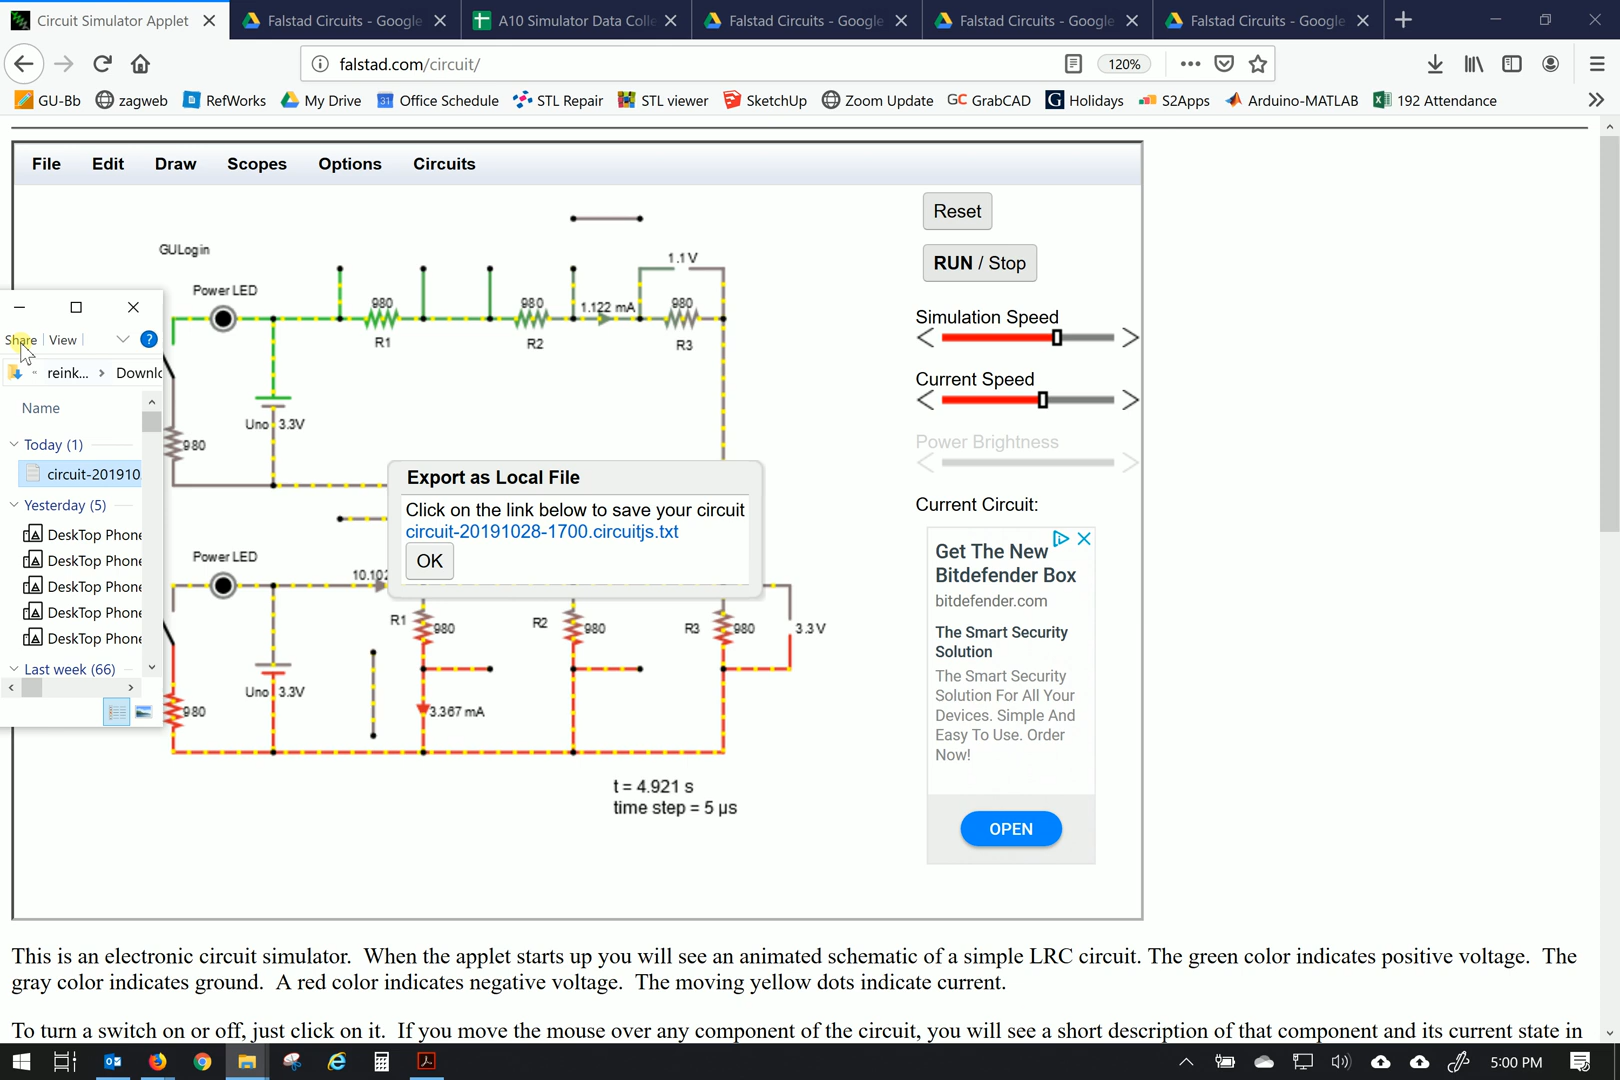 Circuit Simulator Applet
Falstad Circuits - Google
A10 Simulator Data Colle
Falstad Circuits - Google
Falstad Circuits - Google
Falstad Circuits - Google
falstad.com/circuit/
120%
GU-Bb
zagweb
RefWorks
My Drive
31
Office Schedule
STL Repair
STL viewer
SketchUp
Zoom Update
GC GrabCAD
G Holidays
S2Apps
Arduino-MATLAB
192 Attendance
File
Edit
Draw
Scopes
Options
Circuits
Reset
RUN / Stop
Simulation Speed
Current Speed
Power Brightness
Current Circuit:
GULogin
Power LED
980
R1
980
R2
1.122 mA
1.1 V
980
R3
Uno
3.3V
980
Share
View
?
reink...
Downlo
Name
Today (1)
circuit-201910
Yesterday (5)
DeskTop Phone
DeskTop Phone
DeskTop Phone
DeskTop Phone
DeskTop Phone
Last week (66)
Export as Local File
Click on the link below to save your circuit
circuit-20191028-1700.circuitjs.txt
OK
Power LED
10.102
R1
980
R2
980
R3
980
3.3 V
Uno
3.3V
980
3.367 mA
t = 4.921 s
time step = 5 µs
Get The New
Bitdefender Box
bitdefender.com
The Smart Security
Solution
The Smart Security
Solution For All Your
Devices. Simple And
Easy To Use. Order
Now!
OPEN
This is an electronic circuit simulator.  When the applet starts up you will see an animated schematic of a simple LRC circuit. The green color indicates positive voltage.  The
gray color indicates ground.  A red color indicates negative voltage.  The moving yellow dots indicate current.
To turn a switch on or off, just click on it.  If you move the mouse over any component of the circuit, you will see a short description of that component and its current state in
5:00 PM